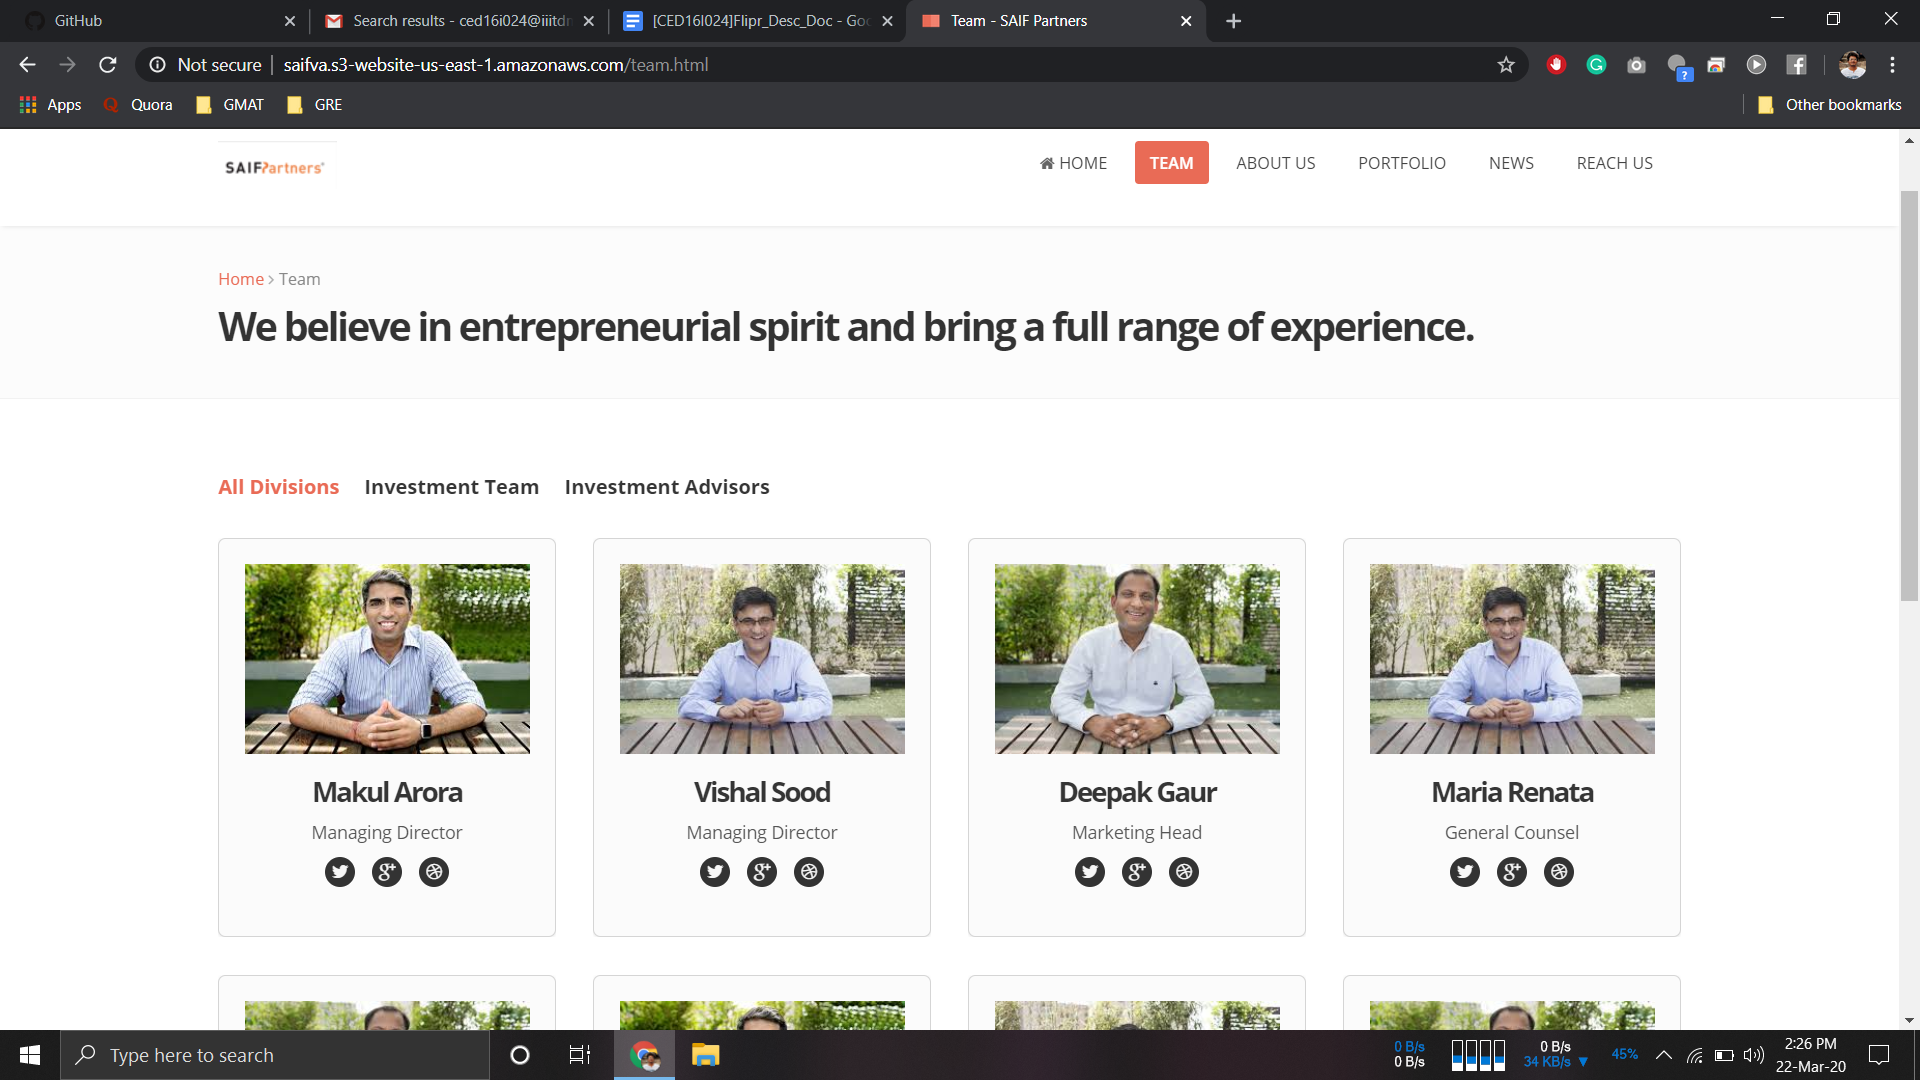 GitHub
Search results - ced16i024@iiitdr
[CED16I024]Flipr_Desc_Doc - Goo
Team - SAIF Partners
Not secure | saifva.s3-website-us-east-1.amazonaws.com/team.html
Apps
Quora
GMAT
GRE
Other bookmarks
SAIFPartners
HOME
TEAM
ABOUT US
PORTFOLIO
NEWS
REACH US
Home > Team
We believe in entrepreneurial spirit and bring a full range of experience.
All Divisions
Investment Team
Investment Advisors
Makul Arora
Managing Director
Vishal Sood
Managing Director
Deepak Gaur
Marketing Head
Maria Renata
General Counsel
Type here to search
0 B/s
0 B/s
0 B/s
34 KB/s
45%
2:26 PM
22-Mar-20